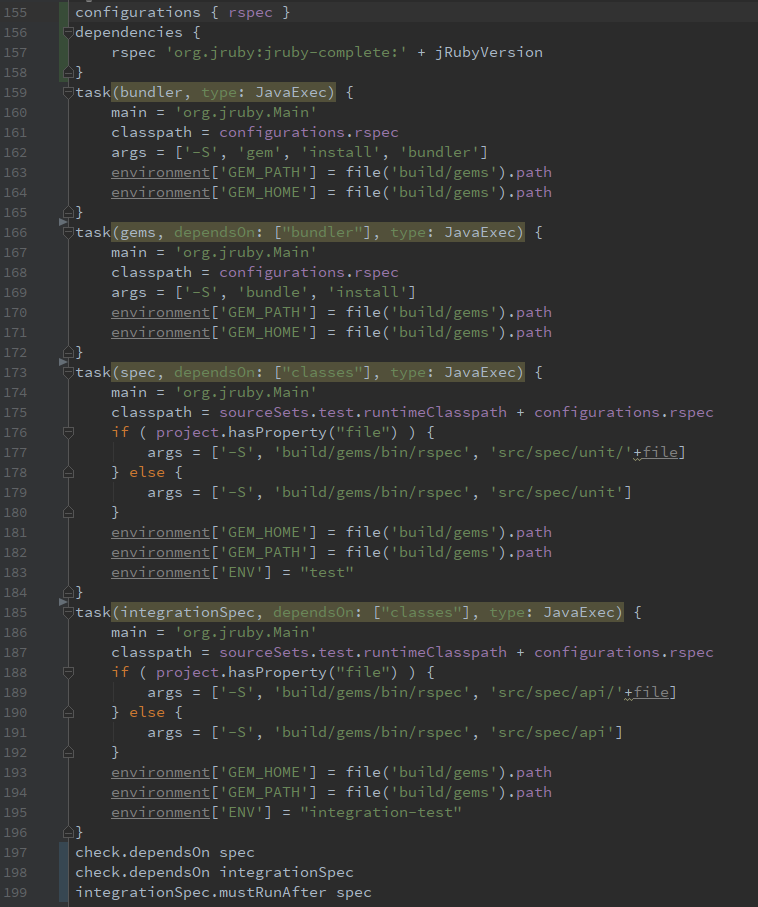 155 configurations { rspec }
156 dependencies {
157     rspec 'org.jruby:jruby-complete:' + jRubyVersion
158 }
159 task(bundler, type: JavaExec) {
160     main = 'org.jruby.Main'
161     classpath = configurations.rspec
162     args = ['-S', 'gem', 'install', 'bundler']
163     environment['GEM_PATH'] = file('build/gems').path
164     environment['GEM_HOME'] = file('build/gems').path
165 }
166 task(gems, dependsOn: ["bundler"], type: JavaExec) {
167     main = 'org.jruby.Main'
168     classpath = configurations.rspec
169     args = ['-S', 'bundle', 'install']
170     environment['GEM_PATH'] = file('build/gems').path
171     environment['GEM_HOME'] = file('build/gems').path
172 }
173 task(spec, dependsOn: ["classes"], type: JavaExec) {
174     main = 'org.jruby.Main'
175     classpath = sourceSets.test.runtimeClasspath + configurations.rspec
176     if ( project.hasProperty("file") ) {
177         args = ['-S', 'build/gems/bin/rspec', 'src/spec/unit/'+file]
178     } else {
179         args = ['-S', 'build/gems/bin/rspec', 'src/spec/unit']
180     }
181     environment['GEM_HOME'] = file('build/gems').path
182     environment['GEM_PATH'] = file('build/gems').path
183     environment['ENV'] = "test"
184 }
185 task(integrationSpec, dependsOn: ["classes"], type: JavaExec) {
186     main = 'org.jruby.Main'
187     classpath = sourceSets.test.runtimeClasspath + configurations.rspec
188     if ( project.hasProperty("file") ) {
189         args = ['-S', 'build/gems/bin/rspec', 'src/spec/api/'+file]
190     } else {
191         args = ['-S', 'build/gems/bin/rspec', 'src/spec/api']
192     }
193     environment['GEM_HOME'] = file('build/gems').path
194     environment['GEM_PATH'] = file('build/gems').path
195     environment['ENV'] = "integration-test"
196 }
197 check.dependsOn spec
198 check.dependsOn integrationSpec
199 integrationSpec.mustRunAfter spec